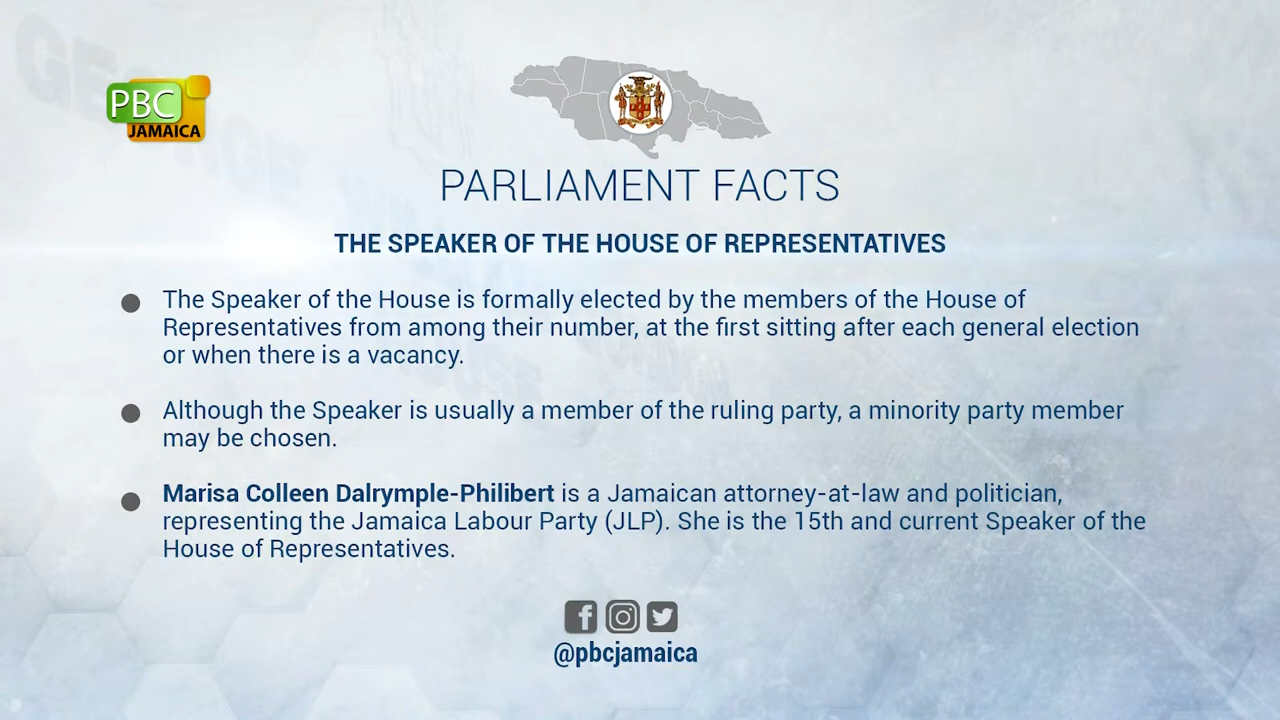 PBC
JAMAICA
PARLIAMENT FACTS
THE SPEAKER OF THE HOUSE OF REPRESENTATIVES
The Speaker of the House is formally elected by the members of the House of
Representatives from among their number, at the first sitting after each general election
or when there is a vacancy.
Although the Speaker is usually a member of the ruling party, a minority party member
may be chosen.
Marisa Colleen Dalrymple-Philibert is a Jamaican attorney-at-law and politician,
representing the Jamaica Labour Party (JLP). She is the 15th and current Speaker of the
House of Representatives.
@pbcjamaica